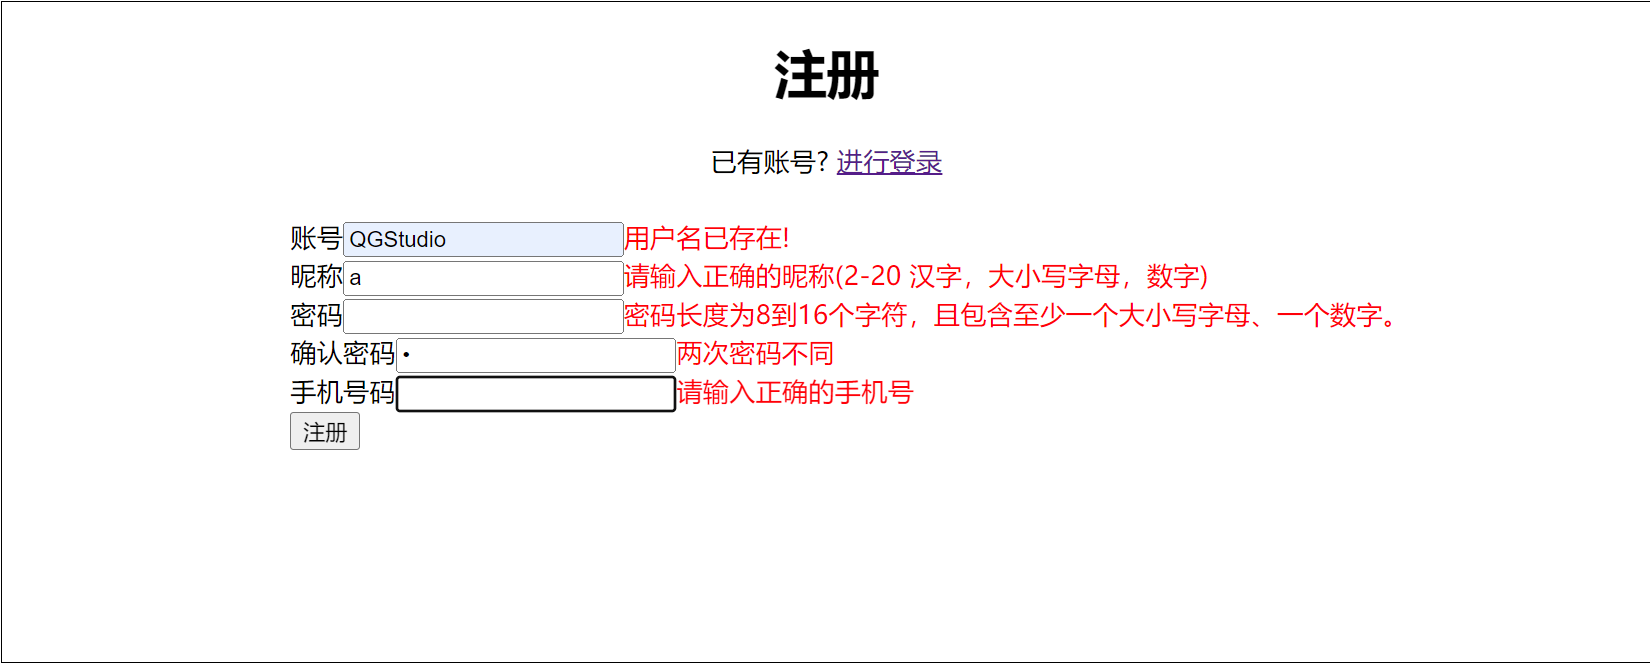 注册
已有账号? 进行登录
账号 QGStudio 用户名已存在!
昵称 a 请输入正确的昵称(2-20 汉字，大小写字母，数字)
密码 密码长度为8到16个字符，且包含至少一个大小写字母、一个数字。
确认密码 • 两次密码不同
手机号码 请输入正确的手机号
注册